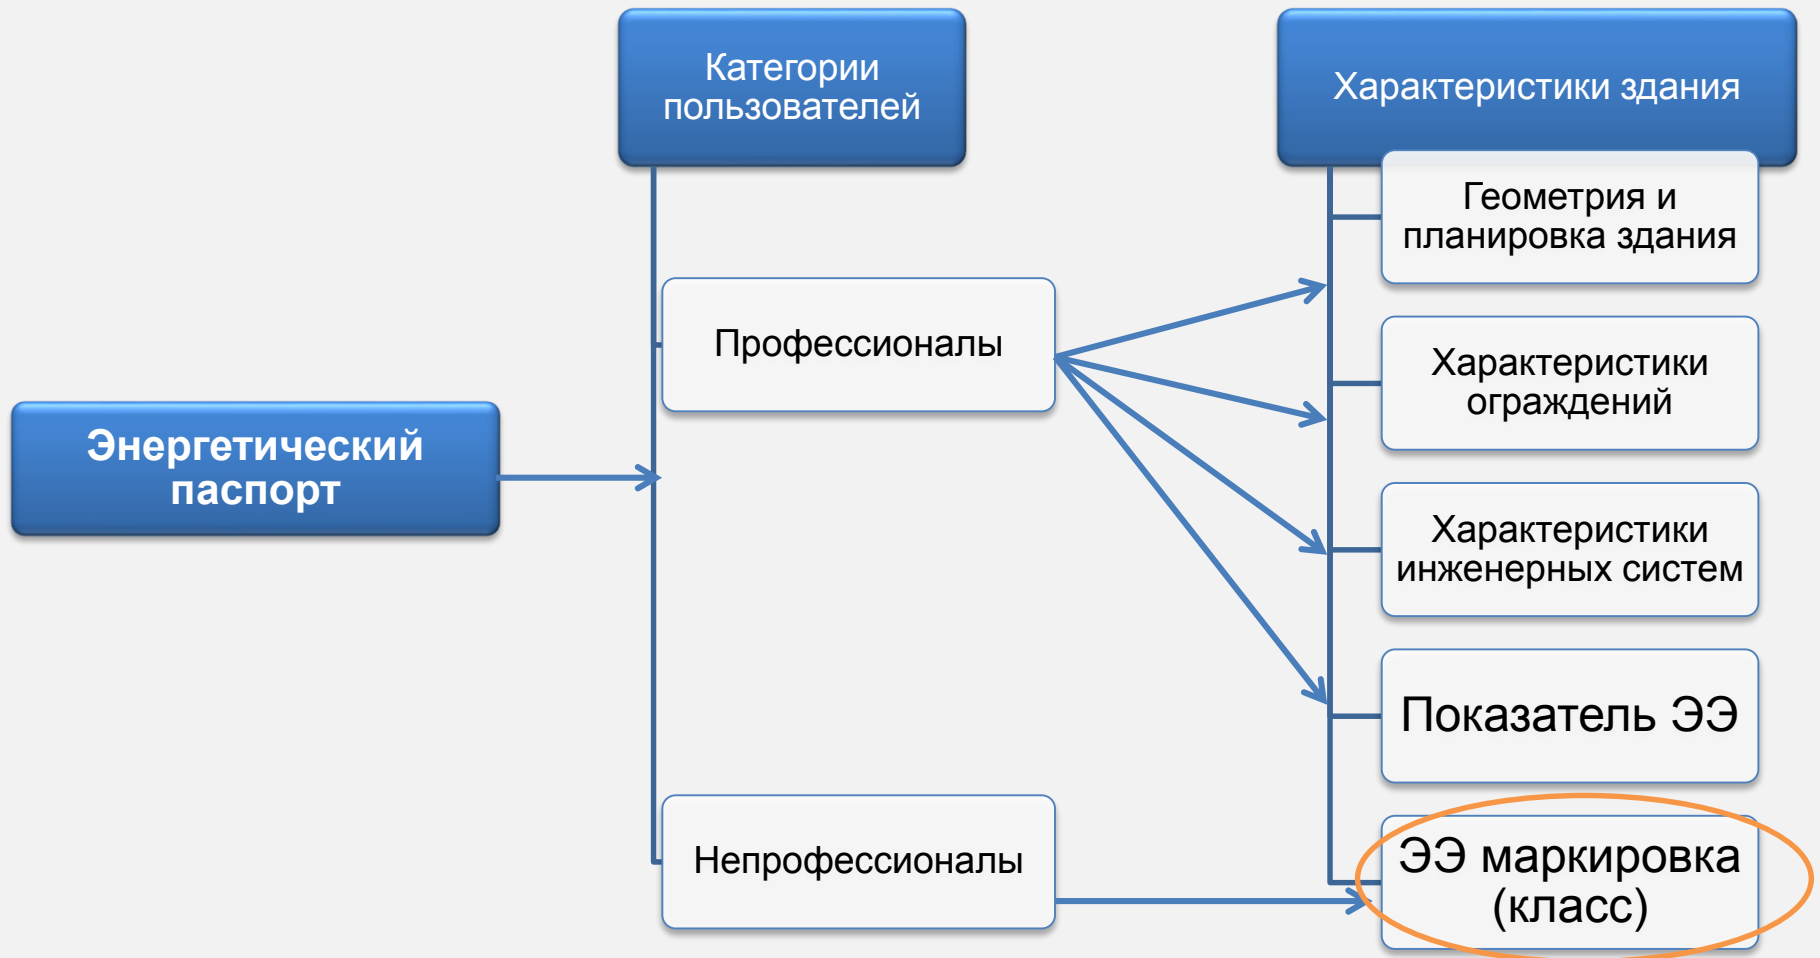 Категории
пользователей
Характеристики здания
Геометрия и
планировка здания
Профессионалы
Характеристики
ограждений
Энергетический
паспорт
Характеристики
инженерных систем
Показатель ЭЭ
Непрофессионалы
ЭЭ маркировка
(класс)